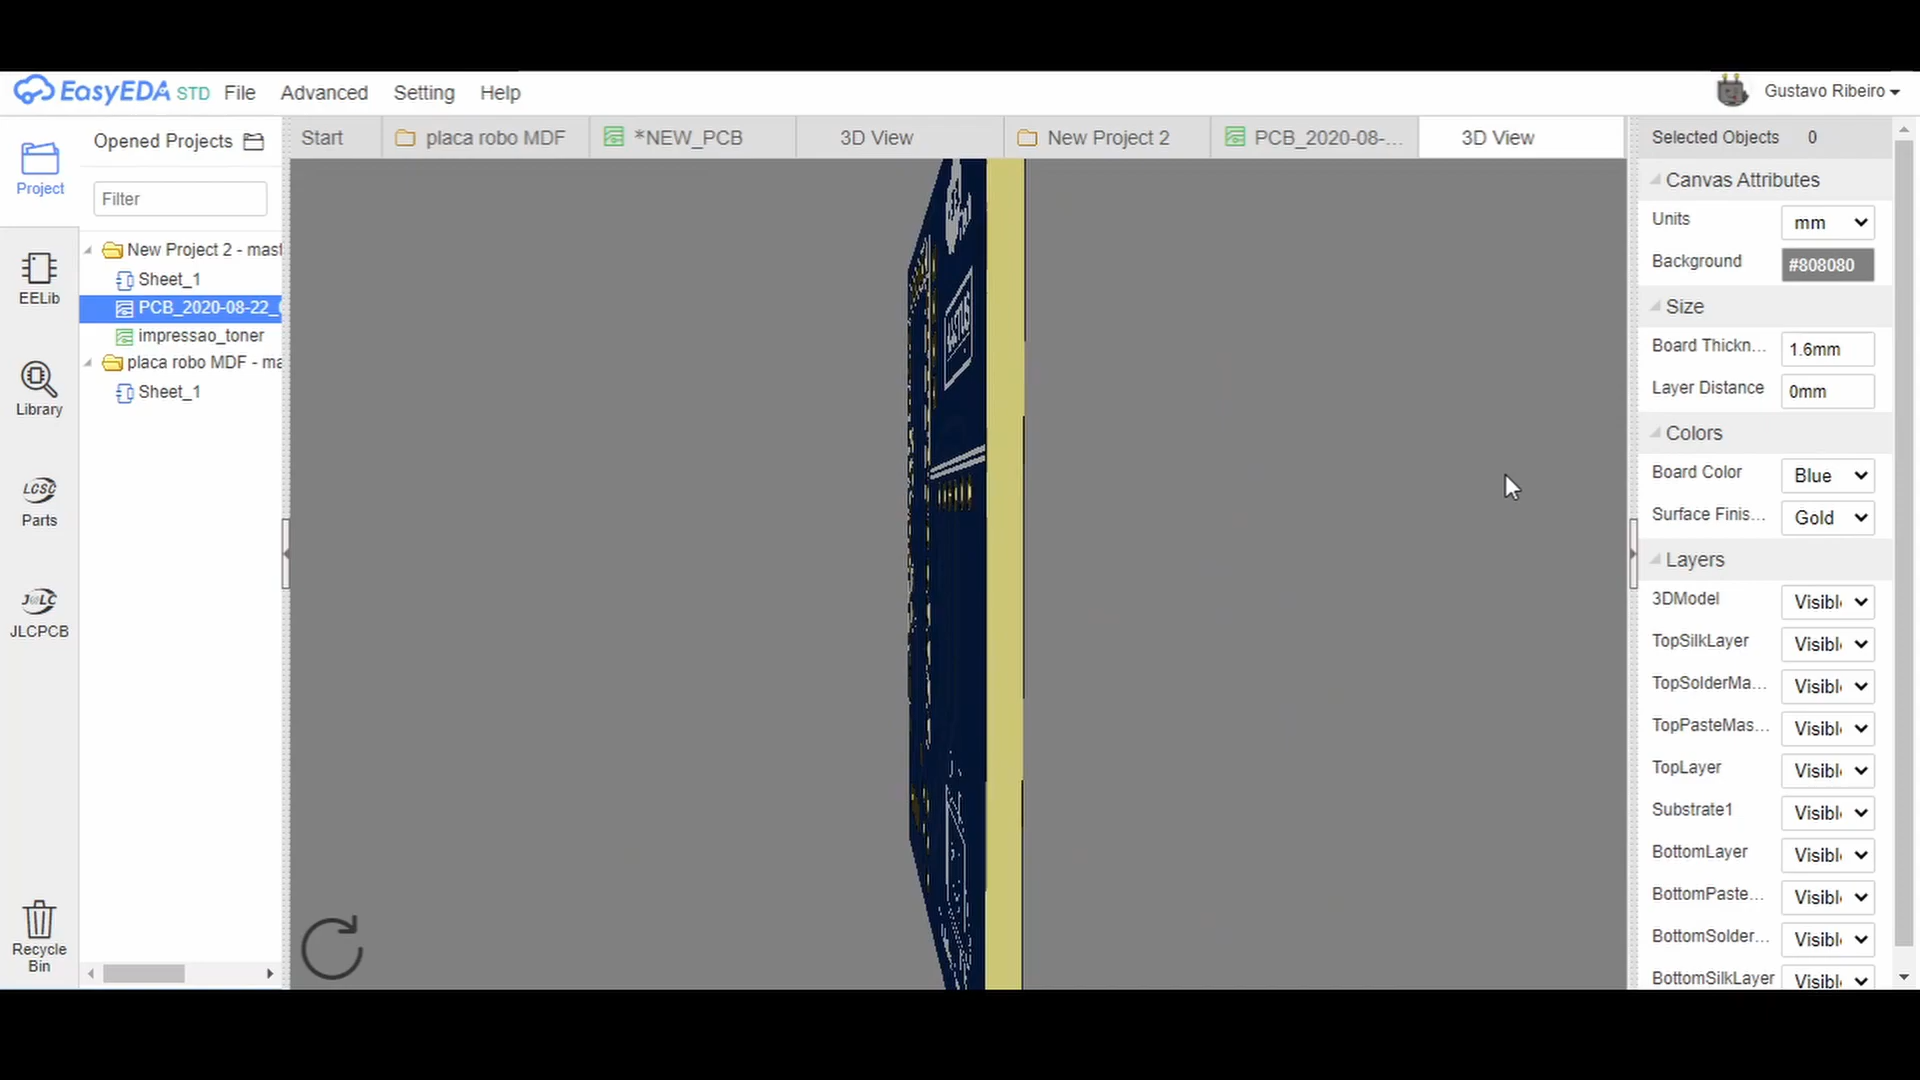 EasyEDA STD File Advanced Setting Help Gustavo Ribeiro
Start placa robo MDF *NEW_PCB 3D View New Project 2 PCB_2020-08-... 3D View
Project
EELib
Library
LCSC
Parts
JLCPCB
Recycle
Bin
Opened Projects
Filter
New Project 2 - mast
Sheet_1
PCB_2020-08-22_
impressao_toner
placa robo MDF - ma
Sheet_1
Selected Objects 0
Canvas Attributes
Units mm
Background #808080
Size
Board Thickn... 1.6mm
Layer Distance 0mm
Colors
Board Color Blue
Surface Finis... Gold
Layers
3DModel Visibl
TopSilkLayer Visibl
TopSolderMa... Visibl
TopPasteMas... Visibl
TopLayer Visibl
Substrate1 Visibl
BottomLayer Visibl
BottomPaste... Visibl
BottomSolder... Visibl
BottomSilkLayer Visibl